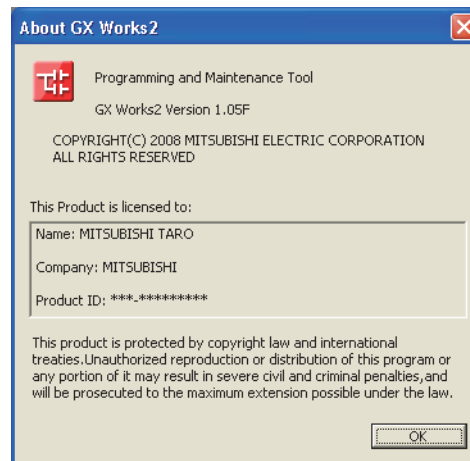 About GX Works2
Programming and Maintenance Tool
GX Works2 Version 1.05F
COPYRIGHT(C) 2008 MITSUBISHI ELECTRIC CORPORATION
ALL RIGHTS RESERVED
This Product is licensed to:
Name: MITSUBISHI TARO
Company: MITSUBISHI
Product ID: ***-*********
This product is protected by copyright law and international
treaties.Unauthorized reproduction or distribution of this program or
any portion of it may result in severe civil and criminal penalties,and
will be prosecuted to the maximum extension possible under the law.
OK